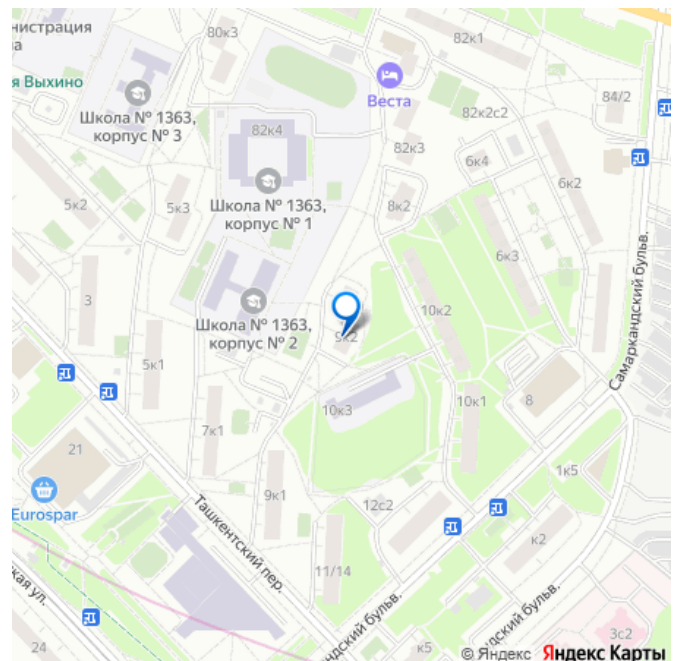 нистрация
а
80к3
82к1
я Выхино
Веста
84/2
Школа № 1363,
корпус № 3
82к2с2
82к4
82к3
6к4
6к2
5к2
5к3
Школа № 1363,
корпус № 1
8к2
6к3
3
10к2
Школа № 1363,
корпус № 2
9к2
Самаркандский бульв.
5к1
10к3
10к1
8
7к1
21
1к5
Eurospar
9к1
12с2
Ташкентский пер.
к2
11/14
кая ул.
ндский бульв.
ндский бульв.
3с2
24
к5
© Яндекс Яндекс Карты